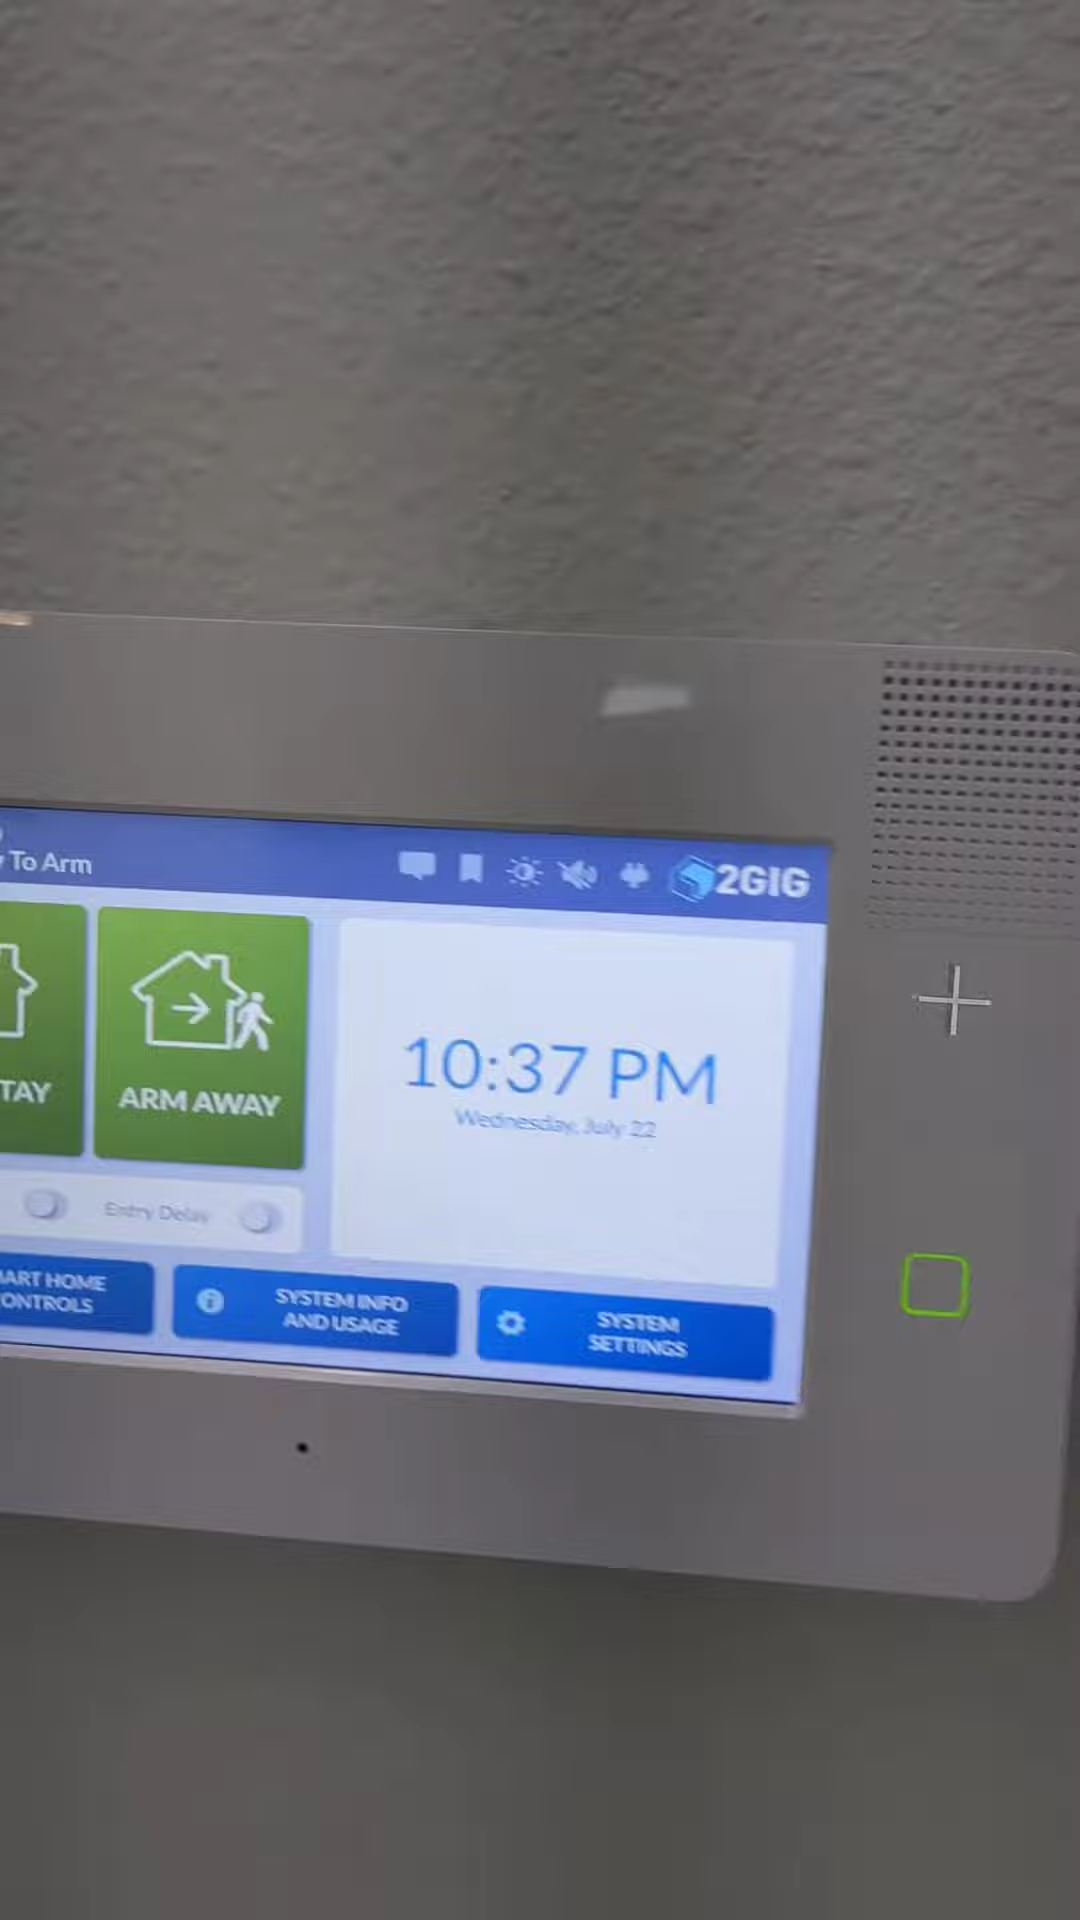 To Arm
2GIG
TAY
ARM AWAY
10:37 PM
Wednesday, July 22
Entry Delay
ART HOME
ONTROLS
SYSTEM INFO
AND USAGE
SYSTEM
SETTINGS